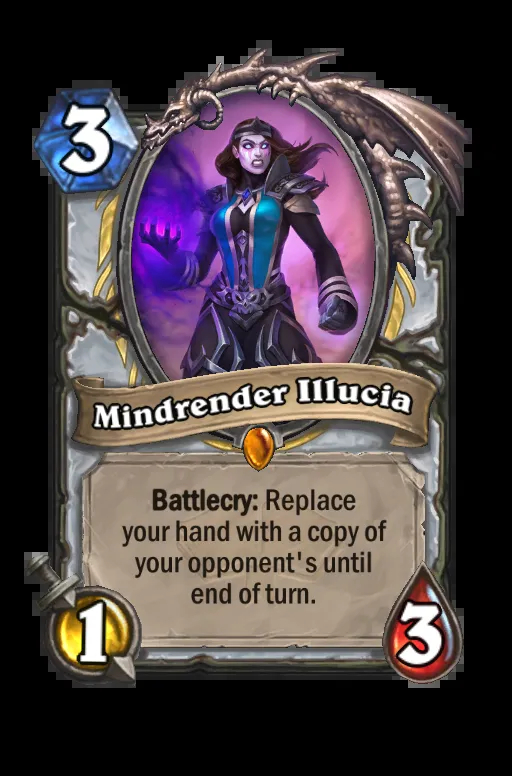 3
Mindrender Illucia
Battlecry: Replace
your hand with a copy of
your opponent's until
end of turn.
1
3